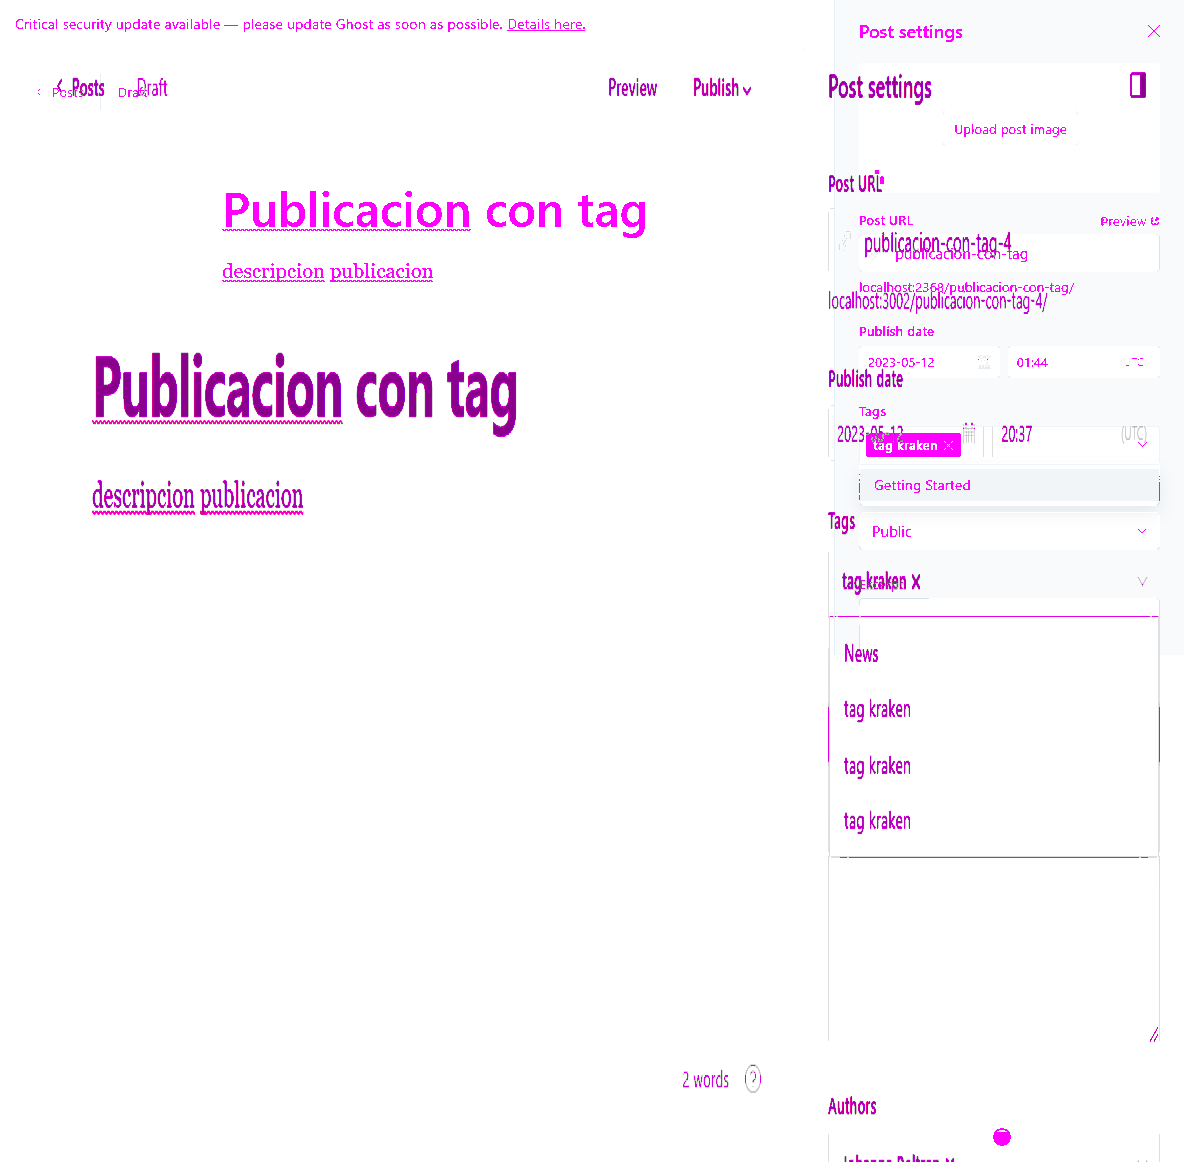 Critical security update available — please update Ghost as soon as possible. Details here.
Post settings
Posts
Draft
Posts
Draft
Preview
Publish
Post settings
Upload post image
Post URL
Post URL
Preview
publicacion-con-tag-4
publicacion-con-tag
localhost:2368/publicacion-con-tag/
localhost:3002/publicacion-con-tag-4/
Publicacion con tag
descripcion publicacion
Publish date
2023-05-12
01:44
UTC
Publish date
Tags
2023-05-12
20:37
(UTC)
tag kraken
Getting Started
Publicacion con tag
descripcion publicacion
Tags
Public
tag kraken
News
tag kraken
tag kraken
tag kraken
2 words
?
Authors